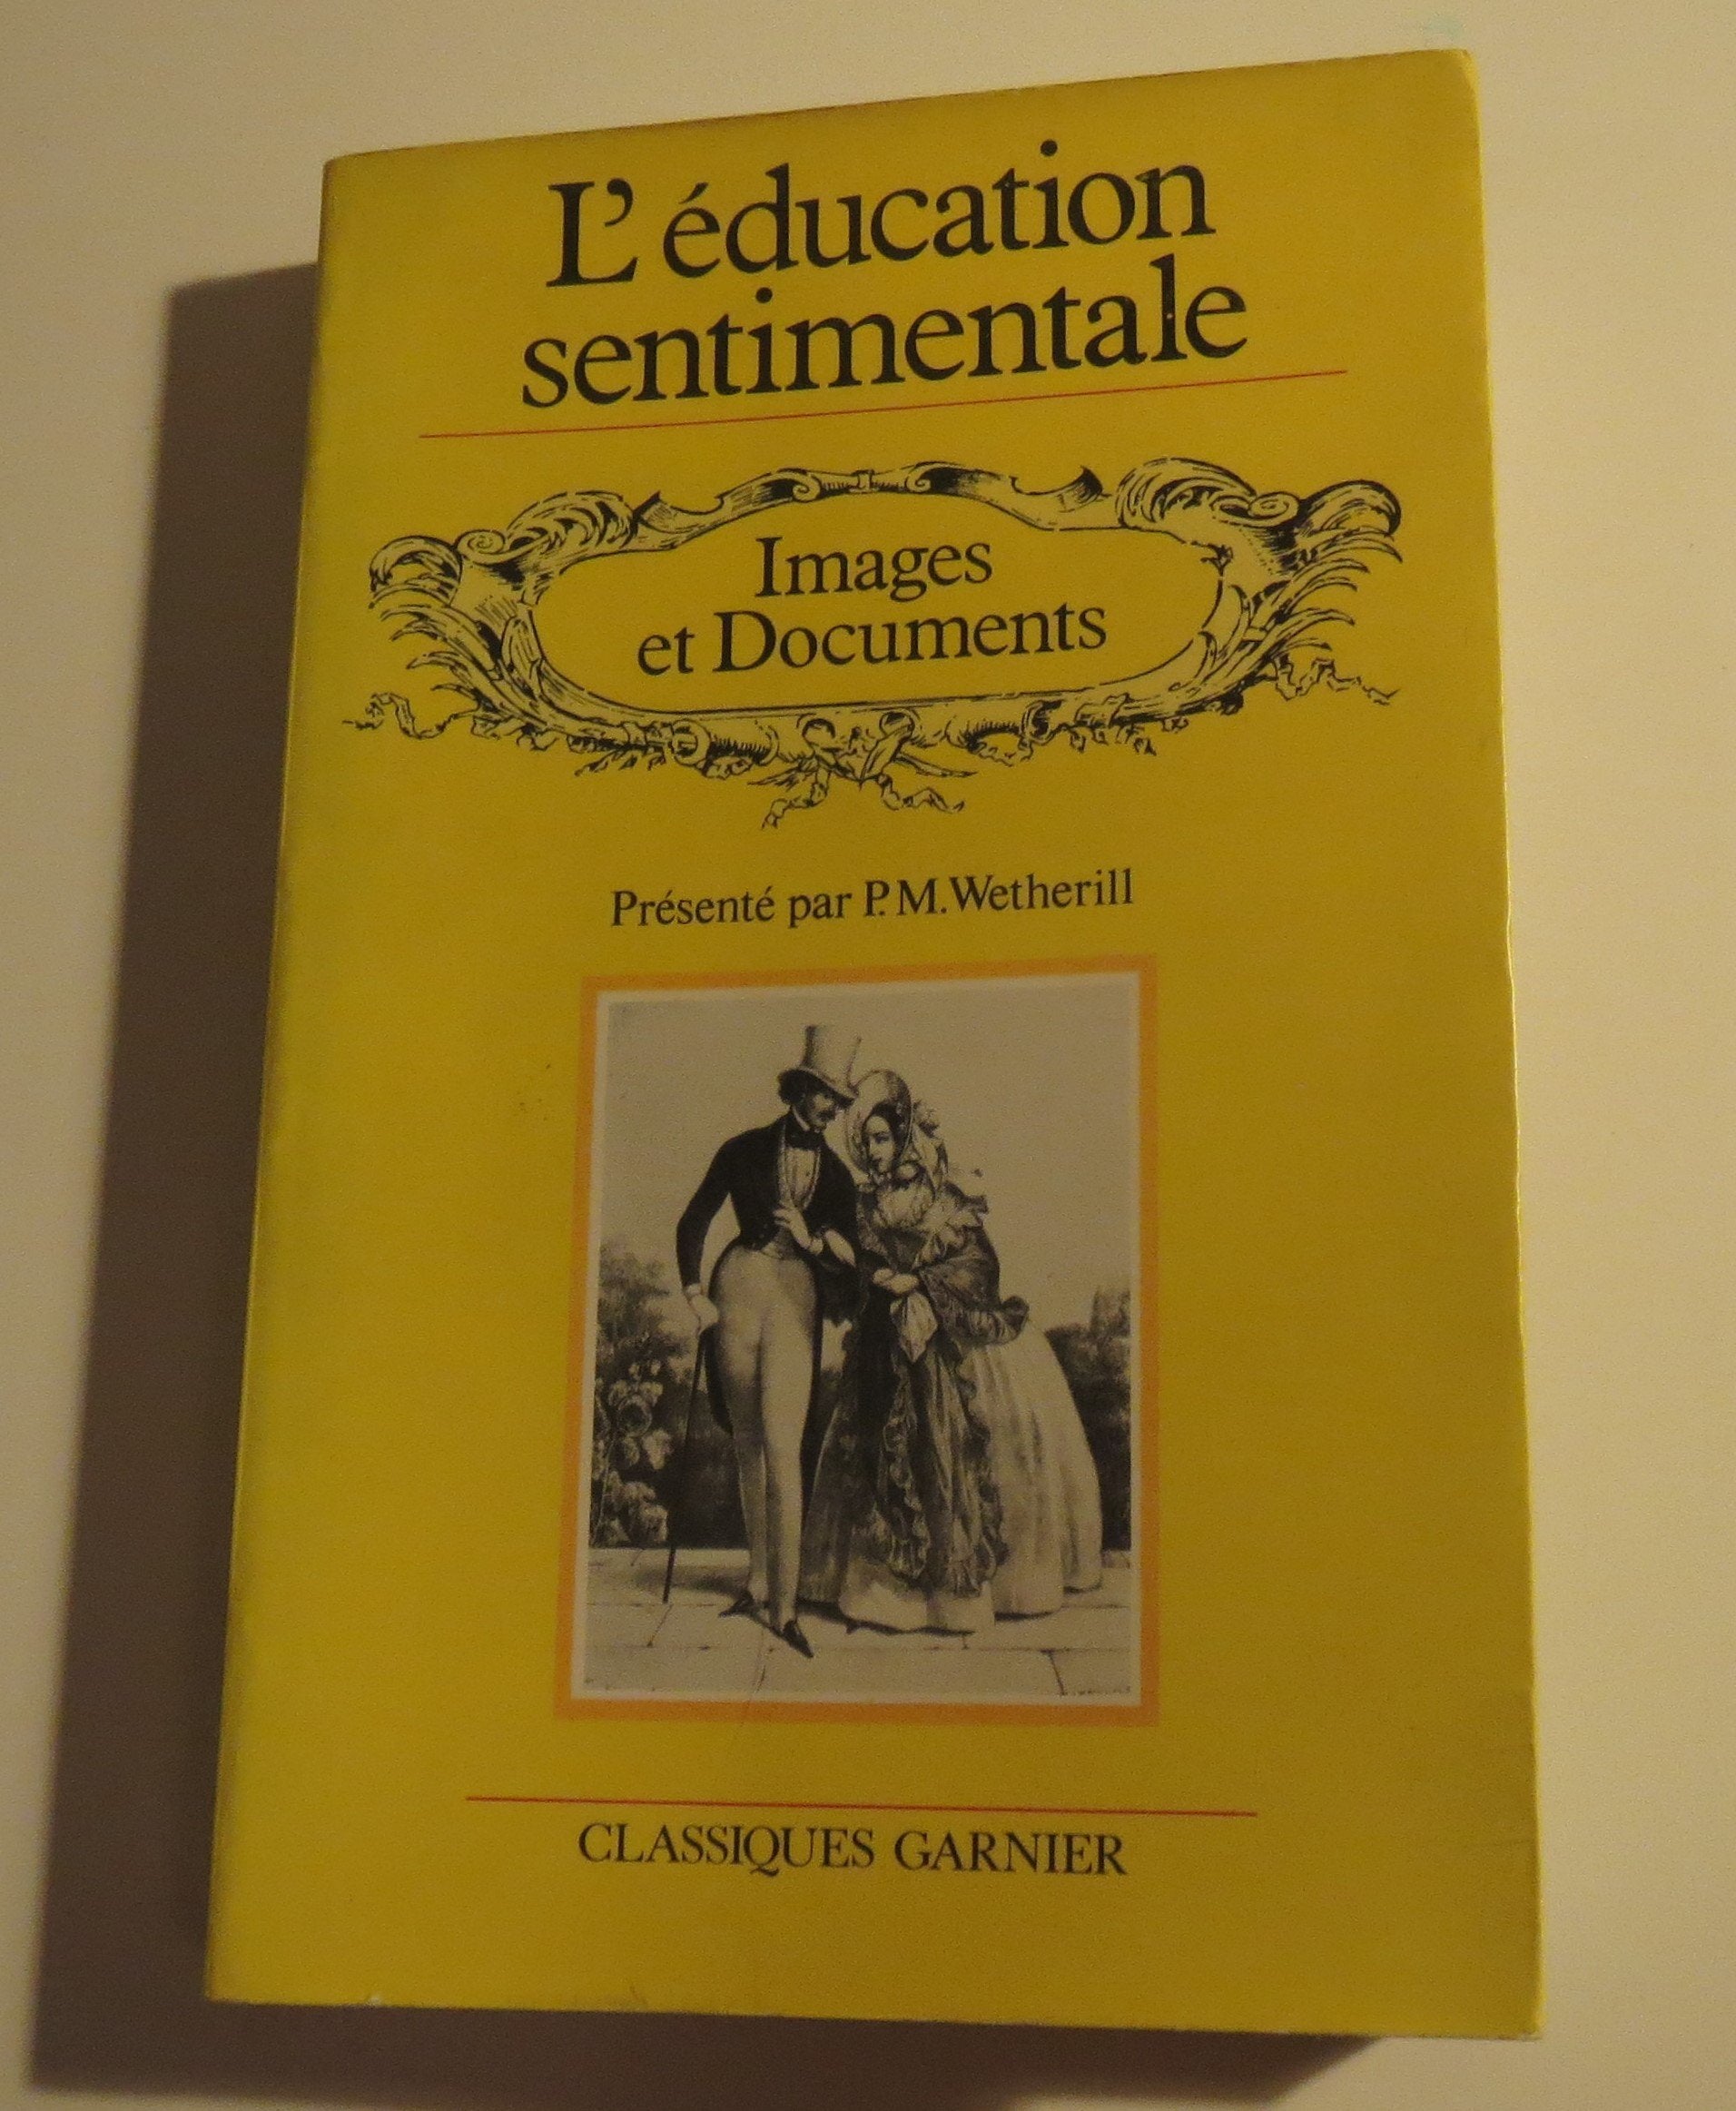 L'éducation
sentimentale
Images
et Documents
Présenté par P. M. Wetherill
CLASSIQUES GARNIER